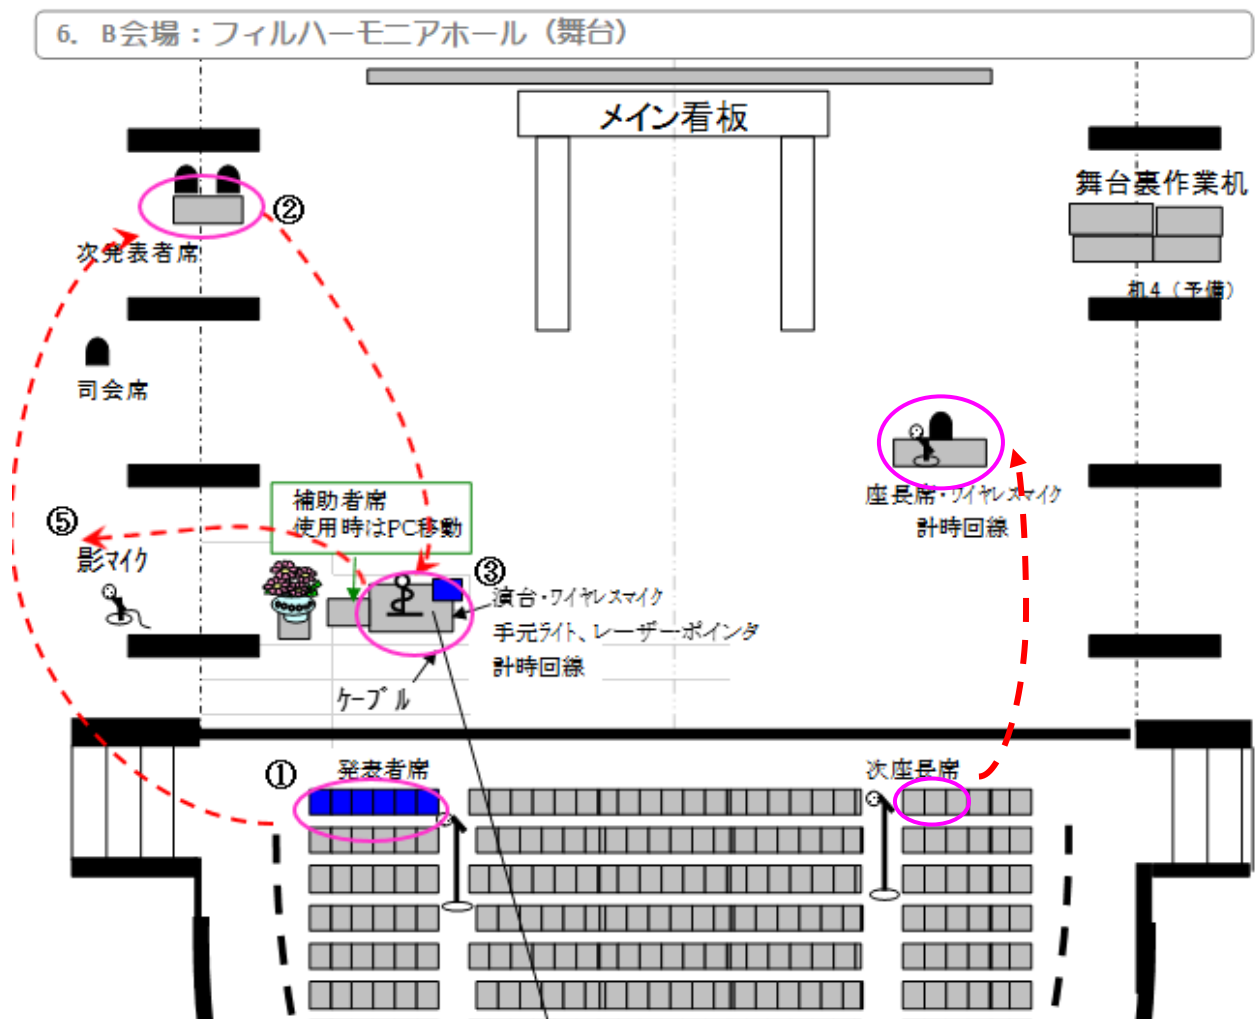 6. B会場：フィルハーモニアホール（舞台）
メイン看板
舞台裏作業机
②
次発表者席
机4（予備）
司会席
座長席・ワイヤレスマイク
計時回線
補助者席
使用時はPC移動
⑤
影マイク
③
演台・ワイヤレスマイク
手元ライト、レーザーポインタ
計時回線
ケーブル
①
発表者席
次座長席